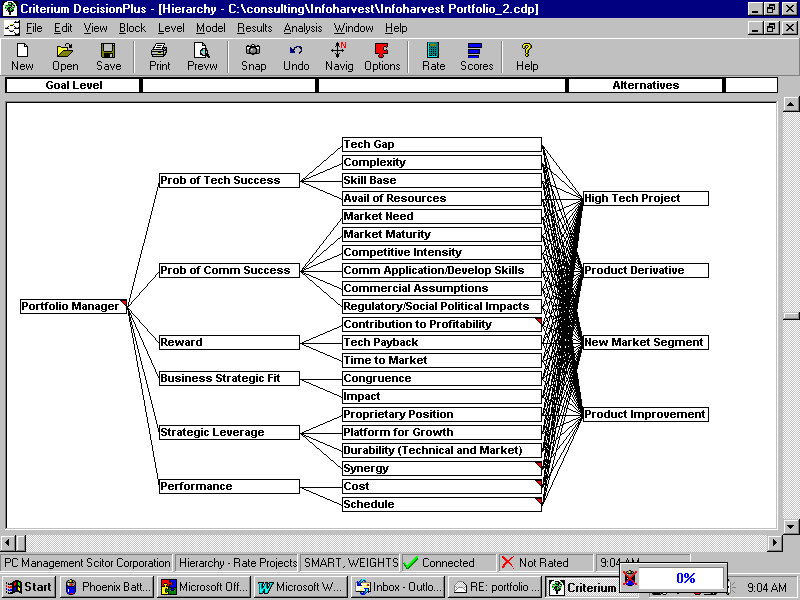 Criterium DecisionPlus - [Hierarchy - C:\consulting\Infoharvest\Infoharvest Portfolio_2.cdp]
File Edit View Block Level Model Results Analysis Window Help
New Open Save Print Prevw Snap Undo Navig Options Rate Scores Help
Goal Level Alternatives
Tech Gap
Complexity
Prob of Tech Success Skill Base
Avail of Resources High Tech Project
Market Need
Market Maturity
Competitive Intensity
Prob of Comm Success Comm Application/Develop Skills Product Derivative
Commercial Assumptions
Portfolio Manager Regulatory/Social Political Impacts
Contribution to Profitability
Reward Tech Payback New Market Segment
Time to Market
Business Strategic Fit Congruence
Impact
Proprietary Position Product Improvement
Strategic Leverage Platform for Growth
Durability (Technical and Market)
Synergy
Performance Cost
Schedule
PC Management Scitor Corporation Hierarchy - Rate Projects SMART, WEIGHTS Connected Not Rated 9:04
Start Phoenix Batt... Microsoft Off... Microsoft W... Inbox - Outlo... RE: portfolio ... Criterium 0% 9:04 AM